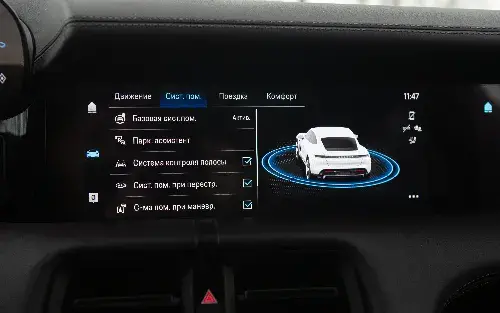 Движение Сист. пом. Поездка Комфорт 11:47
Базовая сист.пом. Актив.
Парк. ассистент
Система контроля полосы
Сист. пом. при перестр.
С-ма пом. при маневр.